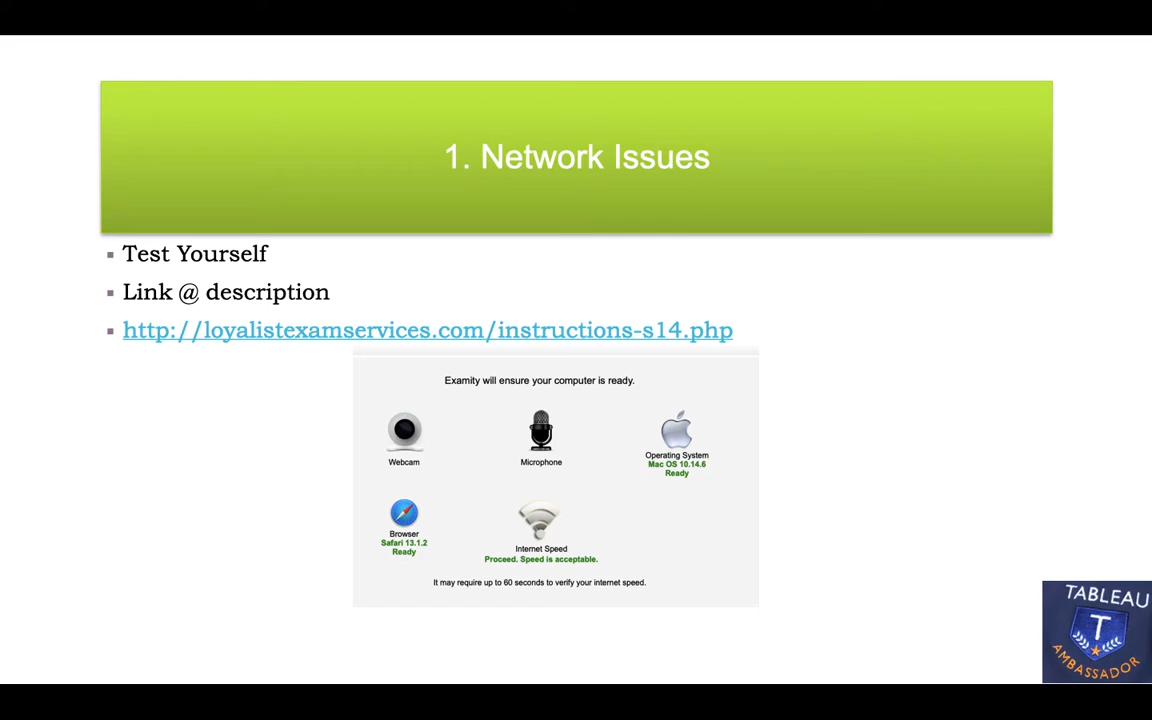 1. Network Issues
Test Yourself
Link @ description
http://loyalistexamservices.com/instructions-s14.php
Examity will ensure your computer is ready.
Webcam
Microphone
Operating System
Mac OS 10.14.6
Ready
Browser
Safari 13.1.2
Ready
Internet Speed
Proceed. Speed is acceptable.
It may require up to 60 seconds to verify your internet speed.
TABLEAU
T
AMBASSADOR